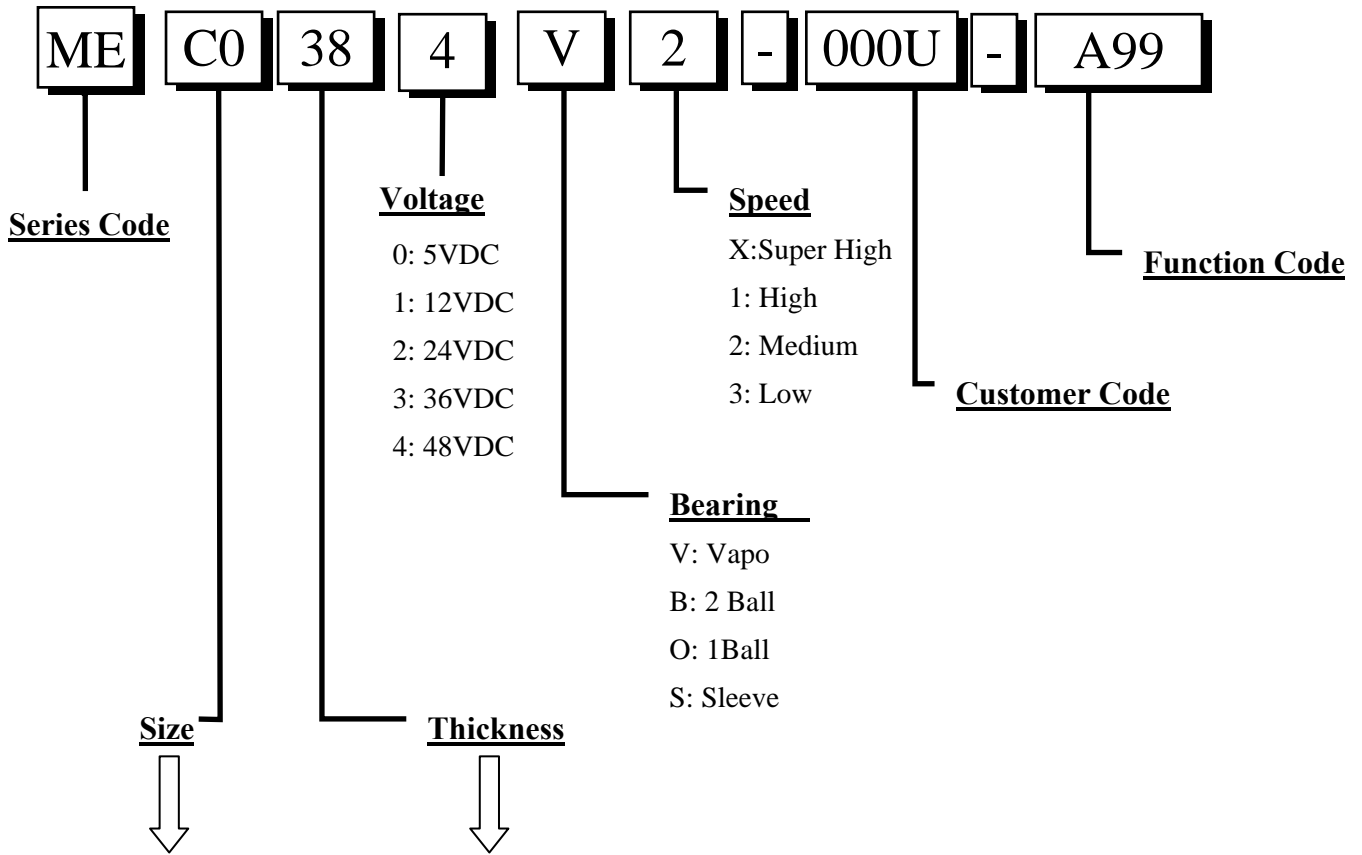 ME C0 38 4 V 2 - 000U - A99
Series Code
Voltage
0: 5VDC
1: 12VDC
2: 24VDC
3: 36VDC
4: 48VDC
Speed
X:Super High
1: High
2: Medium
3: Low
Function Code
Customer Code
Bearing
V: Vapo
B: 2 Ball
O: 1Ball
S: Sleeve
Size
Thickness